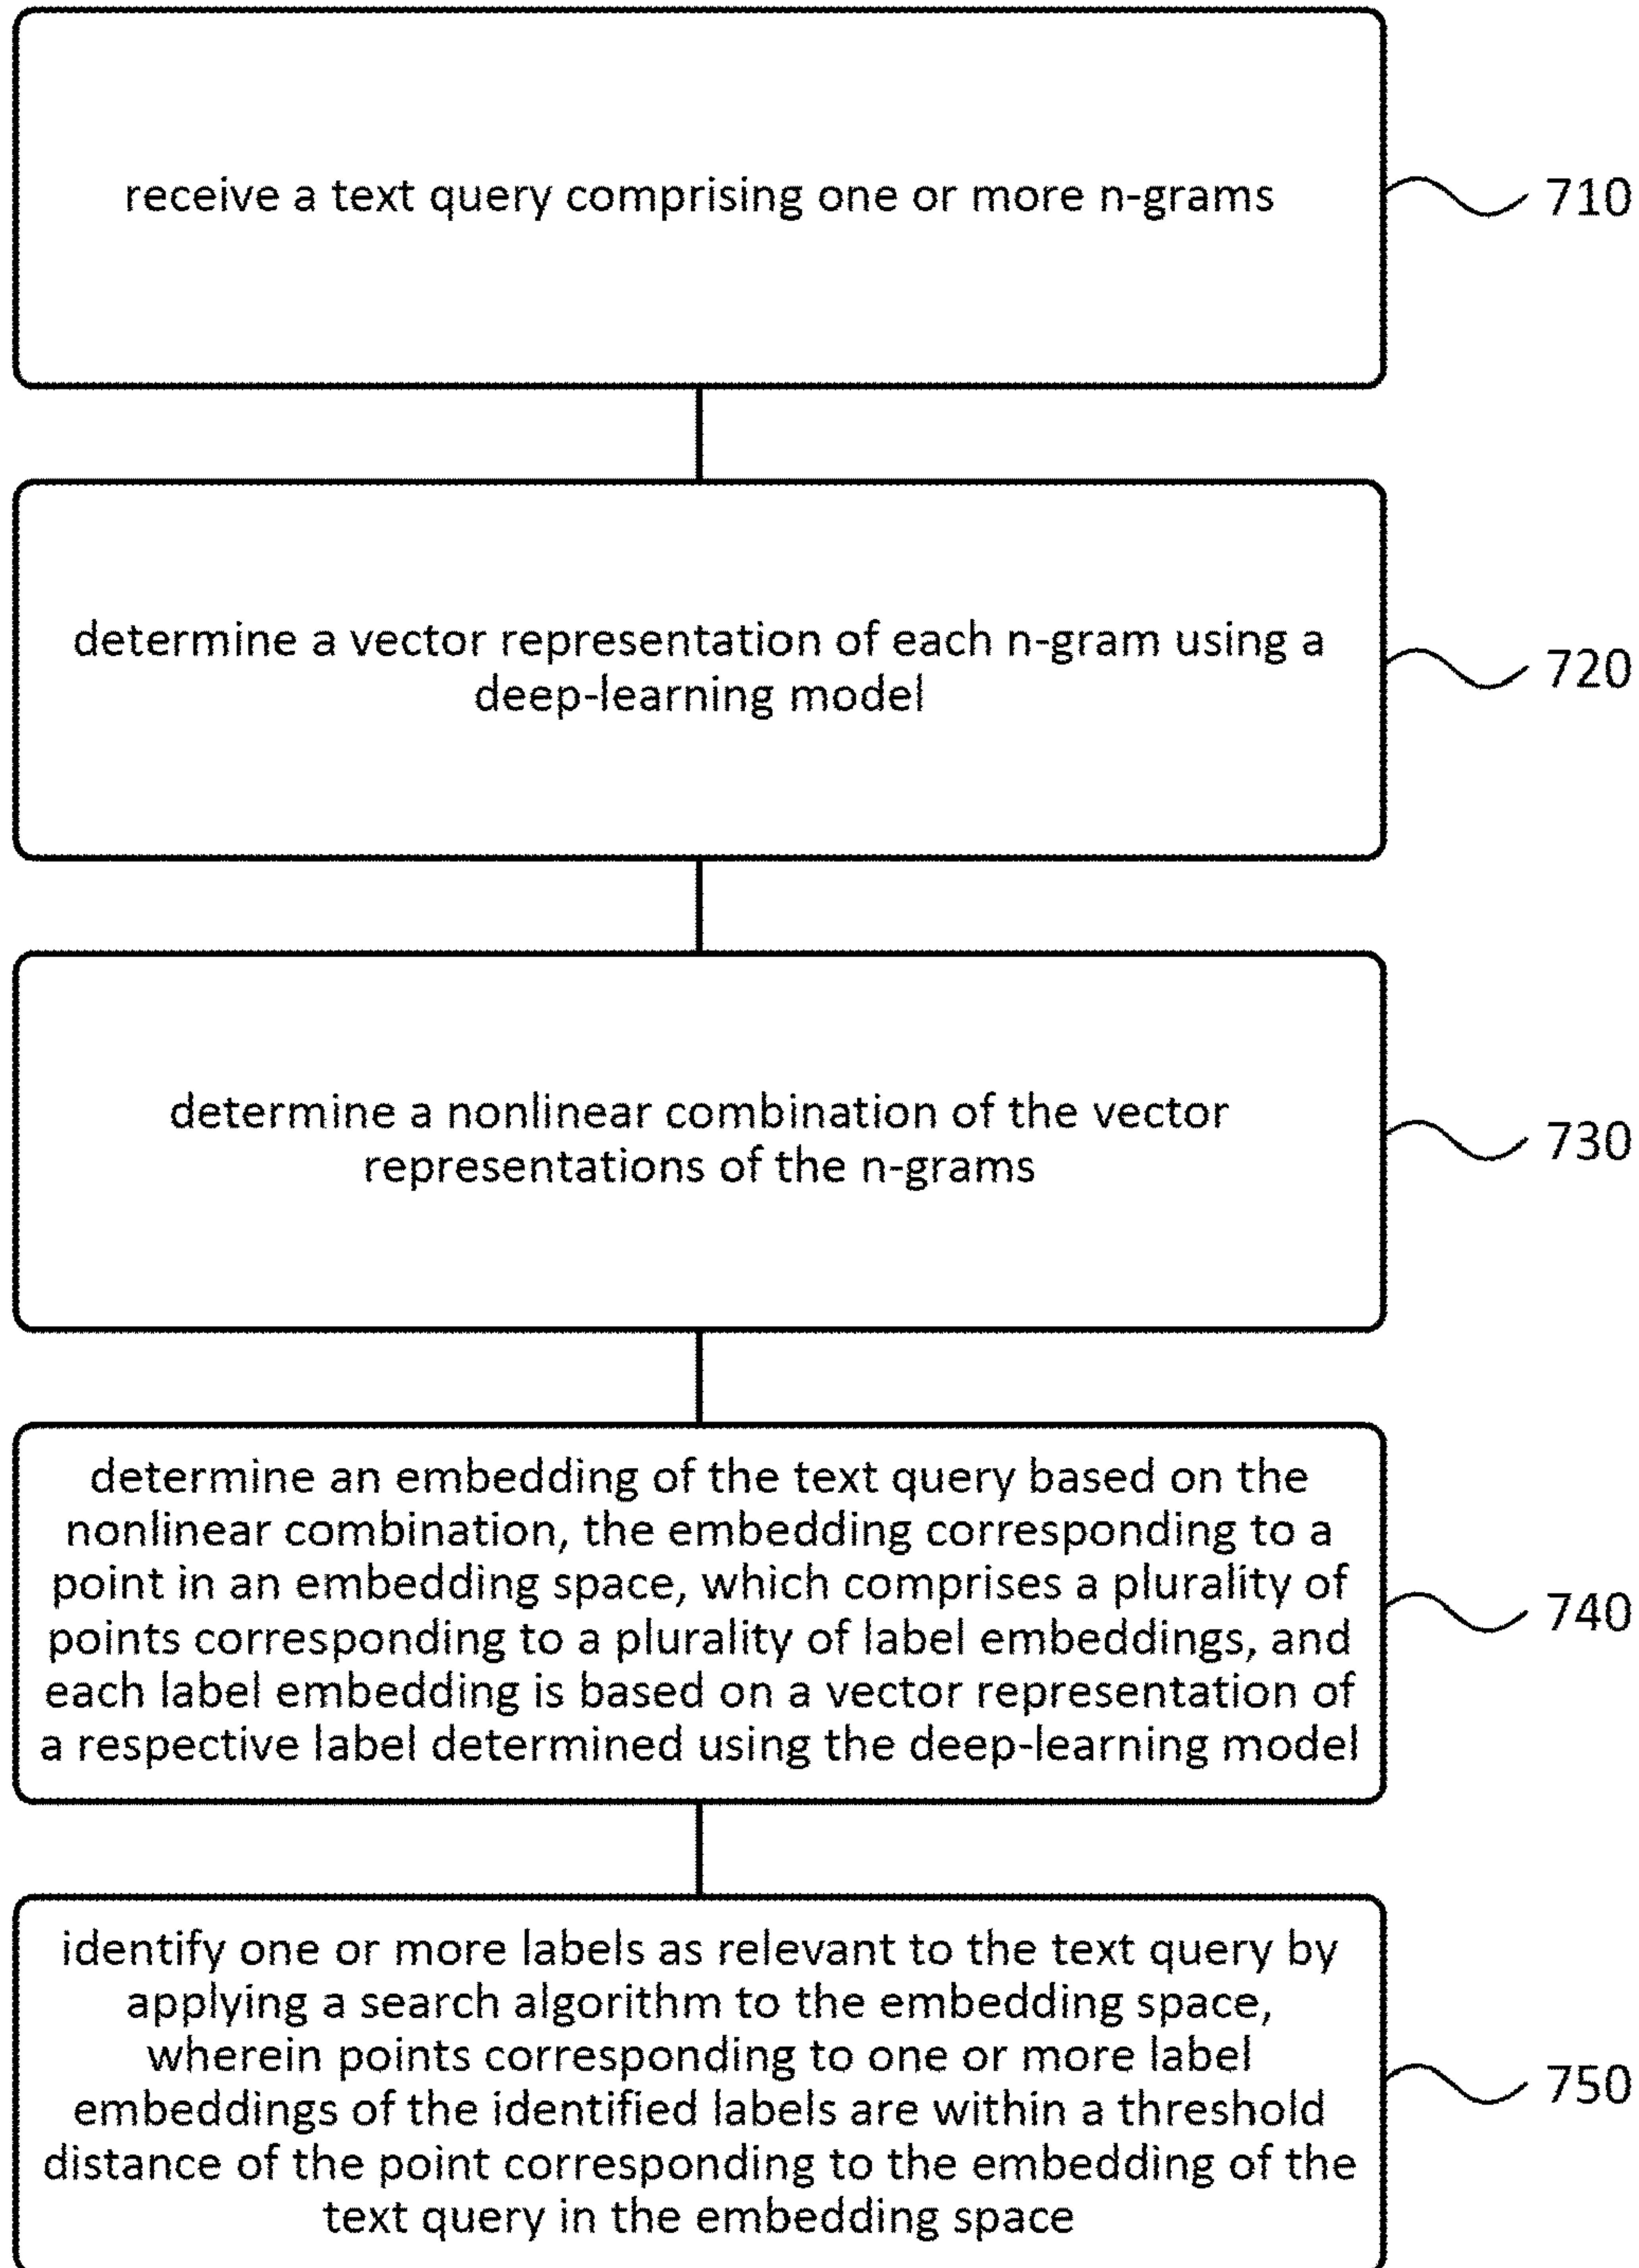 receive a text query comprising one or more n-grams
710
determine a vector representation of each n-gram using a
deep-learning model
720
determine a nonlinear combination of the vector
representations of the n-grams
730
determine an embedding of the text query based on the
nonlinear combination, the embedding corresponding to a
point in an embedding space, which comprises a plurality of
points corresponding to a plurality of label embeddings, and
each label embedding is based on a vector representation of
a respective label determined using the deep-learning model
740
identify one or more labels as relevant to the text query by
applying a search algorithm to the embedding space,
wherein points corresponding to one or more label
embeddings of the identified labels are within a threshold
distance of the point corresponding to the embedding of the
text query in the embedding space
750